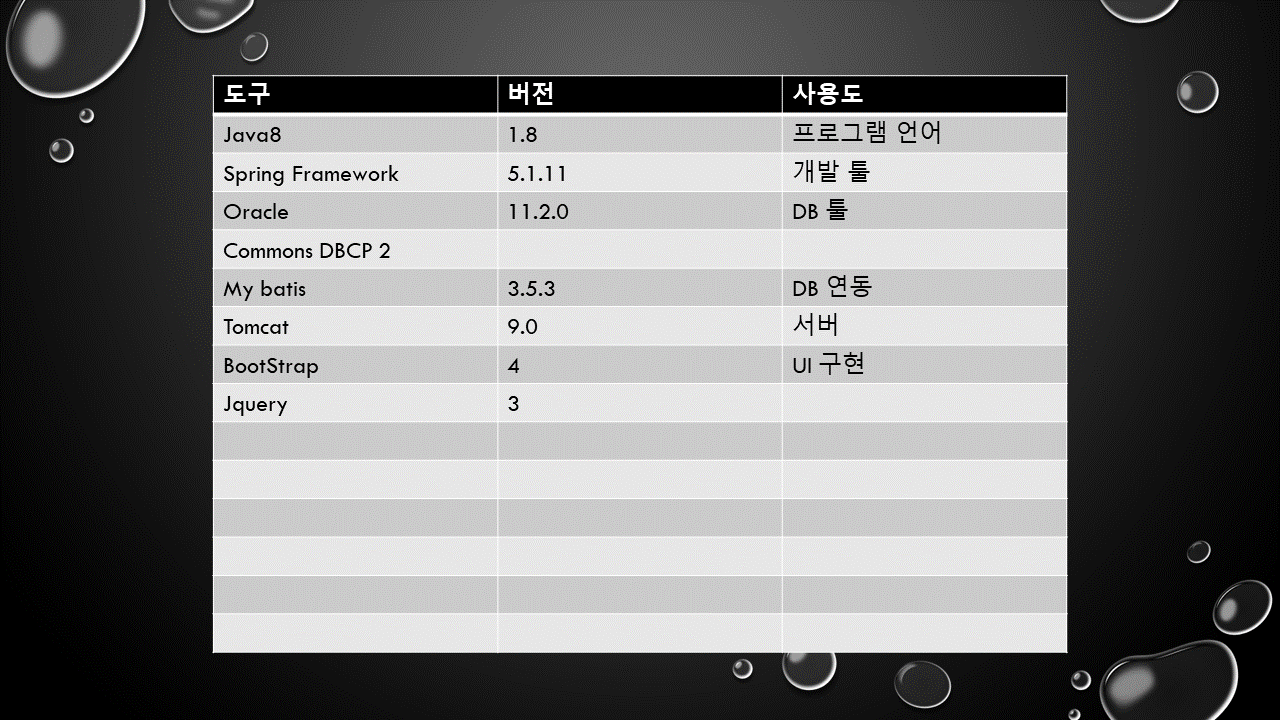 도구 버전 사용도
Java8 1.8 프로그램 언어
Spring Framework 5.1.11 개발 툴
Oracle 11.2.0 DB 툴
Commons DBCP 2
My batis 3.5.3 DB 연동
Tomcat 9.0 서버
BootStrap 4 UI 구현
Jquery 3